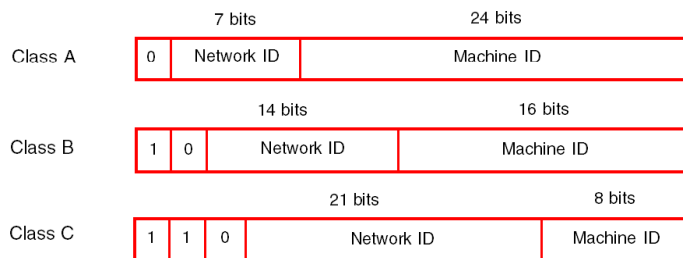 7 bits 24 bits
Class A 0 Network ID Machine ID
14 bits 16 bits
Class B 1 0 Network ID Machine ID
21 bits 8 bits
Class C 1 1 0 Network ID Machine ID